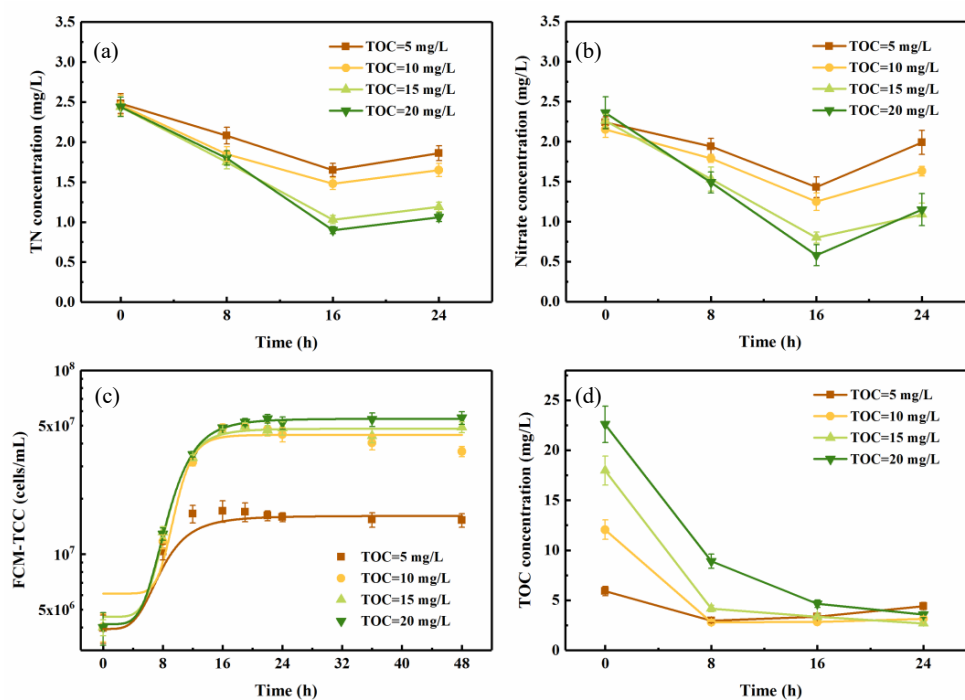 (a)
TOC=5 mg/L
TOC=10 mg/L
TOC=15 mg/L
TOC=20 mg/L
TN concentration (mg/L)
3.5
3.0
2.5
2.0
1.5
1.0
0.5
0.0
0 8 16 24
Time (h)
(b)
TOC=5 mg/L
TOC=10 mg/L
TOC=15 mg/L
TOC=20 mg/L
Nitrate concentration (mg/L)
3.5
3.0
2.5
2.0
1.5
1.0
0.5
0.0
0 8 16 24
Time (h)
(c)
FCM-TCC (cells/mL)
10⁸
5x10⁷
10⁷
5x10⁶
TOC=5 mg/L
TOC=10 mg/L
TOC=15 mg/L
TOC=20 mg/L
0 8 16 24 32 40 48
Time (h)
(d)
TOC=5 mg/L
TOC=10 mg/L
TOC=15 mg/L
TOC=20 mg/L
TOC concentration (mg/L)
25
20
15
10
5
0
0 8 16 24
Time (h)